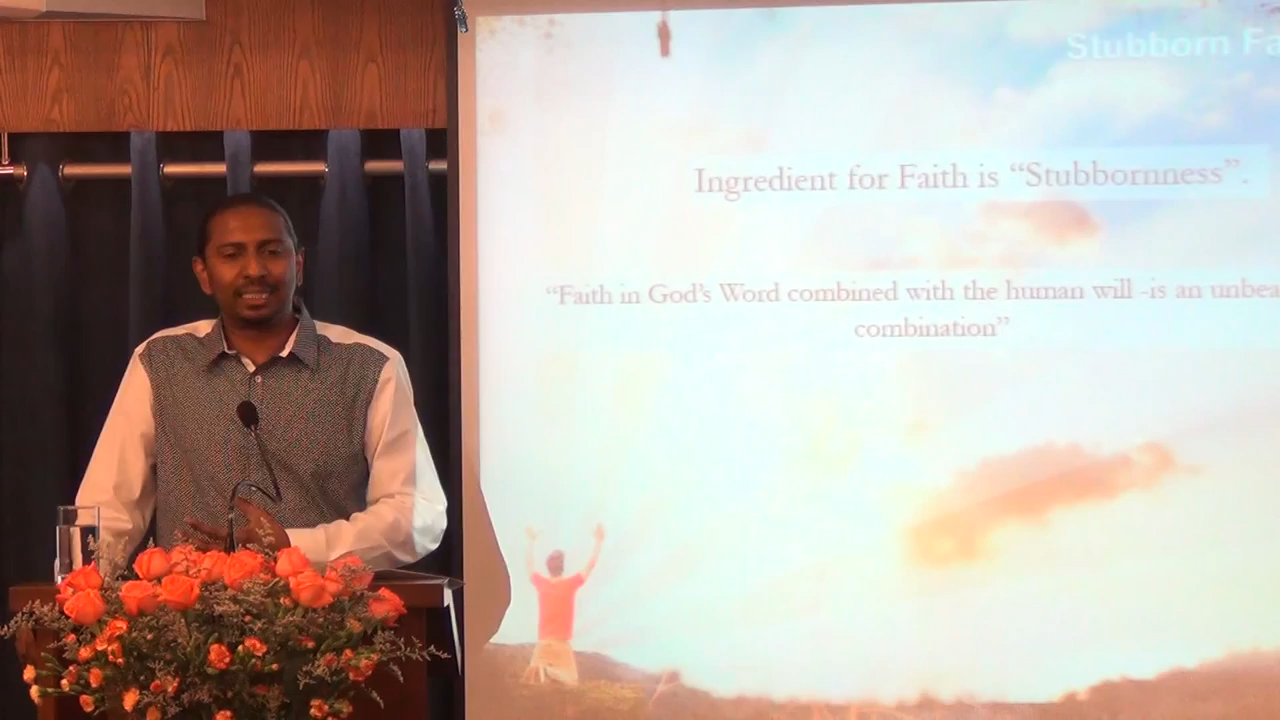 Stubborn Fa
Ingredient for Faith is “Stubbornness”.
“Faith in God’s Word combined with the human will -is an unbea
combination”